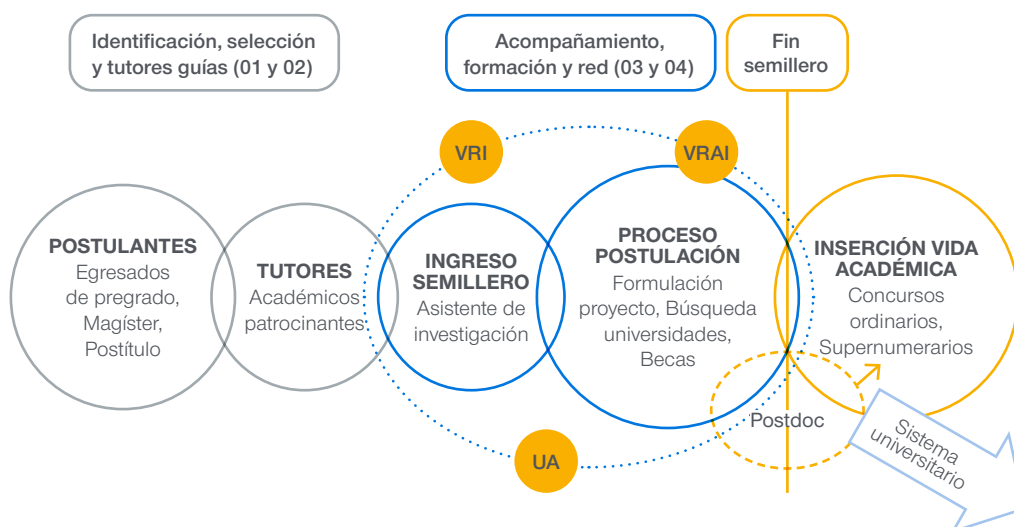 Identificación, selección
y tutores guías (01 y 02)
Acompañamiento,
formación y red (03 y 04)
Fin
semillero
VRI
VRAI
POSTULANTES
Egresados
de pregrado,
Magíster,
Postítulo
TUTORES
Académicos
patrocinantes
INGRESO
SEMILLERO
Asistente de
investigación
PROCESO
POSTULACIÓN
Formulación
proyecto, Búsqueda
universidades,
Becas
INSERCIÓN VIDA
ACADÉMICA
Concursos
ordinarios,
Supernumerarios
Postdoc
UA
Sistema
universitario